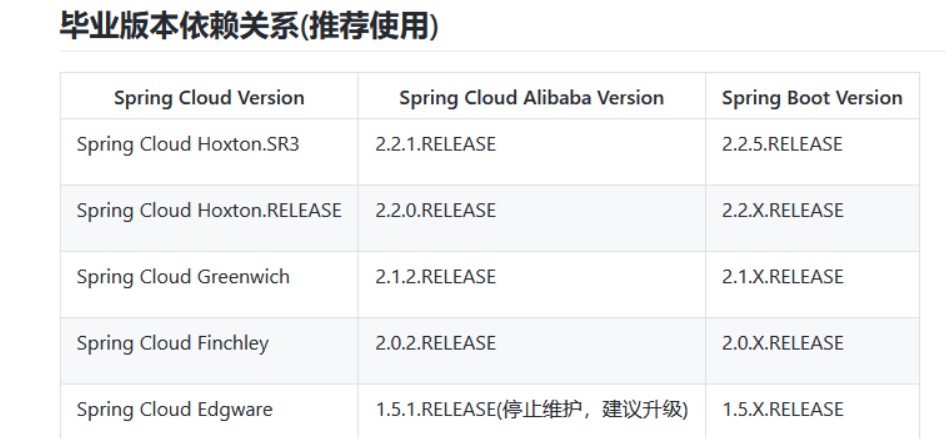 毕业版本依赖关系(推荐使用)
Spring Cloud Version Spring Cloud Alibaba Version Spring Boot Version
Spring Cloud Hoxton.SR3 2.2.1.RELEASE 2.2.5.RELEASE
Spring Cloud Hoxton.RELEASE 2.2.0.RELEASE 2.2.X.RELEASE
Spring Cloud Greenwich 2.1.2.RELEASE 2.1.X.RELEASE
Spring Cloud Finchley 2.0.2.RELEASE 2.0.X.RELEASE
Spring Cloud Edgware 1.5.1.RELEASE(停止维护，建议升级) 1.5.X.RELEASE